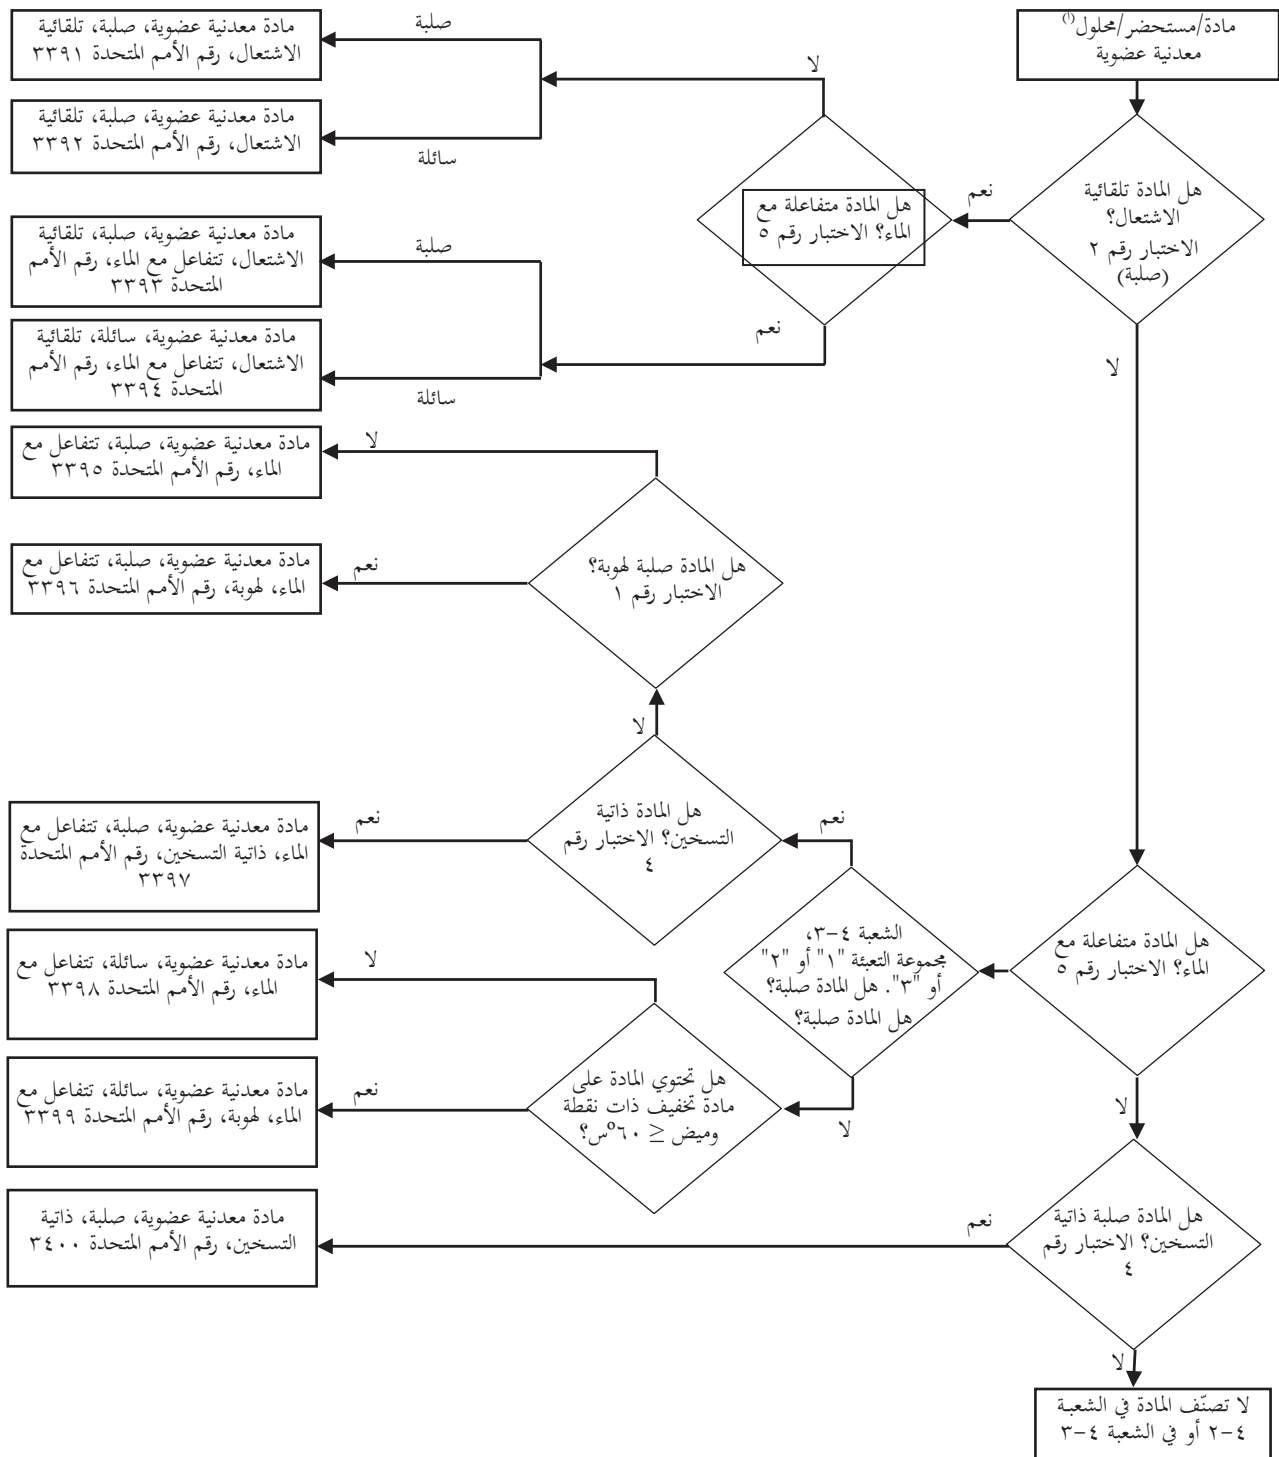 مادة/مستحضر/محلول(أ)
معدنية عضوية
هل المادة تلقائية
الاشتعال؟
الاختبار رقم ٢
(صلبة)
نعم
لا
هل المادة متفاعلة مع
الماء؟ الاختبار رقم ٥
لا
نعم
صلبة
سائلة
مادة معدنية عضوية، صلبة، تلقائية
الاشتعال، رقم الأمم المتحدة ٣٣٩١
مادة معدنية عضوية، صلبة، تلقائية
الاشتعال، رقم الأمم المتحدة ٣٣٩٢
صلبة
سائلة
مادة معدنية عضوية، صلبة، تلقائية
الاشتعال، تتفاعل مع الماء، رقم الأمم
المتحدة ٣٣٩٣
مادة معدنية عضوية، سائلة، تلقائية
الاشتعال، تتفاعل مع الماء، رقم الأمم
المتحدة ٣٣٩٤
لا
مادة معدنية عضوية، صلبة، تتفاعل مع
الماء، رقم الأمم المتحدة ٣٣٩٥
هل المادة صلبة لهوبة؟
الاختبار رقم ١
نعم
مادة معدنية عضوية، صلبة، تتفاعل مع
الماء، لهوبة، رقم الأمم المتحدة ٣٣٩٦
لا
هل المادة ذاتية
التسخين؟ الاختبار رقم
٤
نعم
نعم
مادة معدنية عضوية، صلبة، تتفاعل مع
الماء، ذاتية التسخين، رقم الأمم المتحدة
٣٣٩٧
هل المادة متفاعلة مع
الماء؟ الاختبار رقم ٥
الشعبة ٤-٣،
مجموعة التعبئة "١" أو "٢"
أو "٣". هل المادة صلبة؟
هل المادة صلبة؟
لا
لا
مادة معدنية عضوية، سائلة، تتفاعل مع
الماء، رقم الأمم المتحدة ٣٣٩٨
هل تحتوي المادة على
مادة تخفيف ذات نقطة
وميض ≤ ٦٠°س؟
نعم
مادة معدنية عضوية، سائلة، تتفاعل مع
الماء، لهوبة، رقم الأمم المتحدة ٣٣٩٩
لا
هل المادة صلبة ذاتية
التسخين؟ الاختبار رقم
٤
نعم
مادة معدنية عضوية، صلبة، ذاتية
التسخين، رقم الأمم المتحدة ٣٤٠٠
لا
لا تصنّف المادة في الشعبة
٤-٢ أو في الشعبة ٤-٣